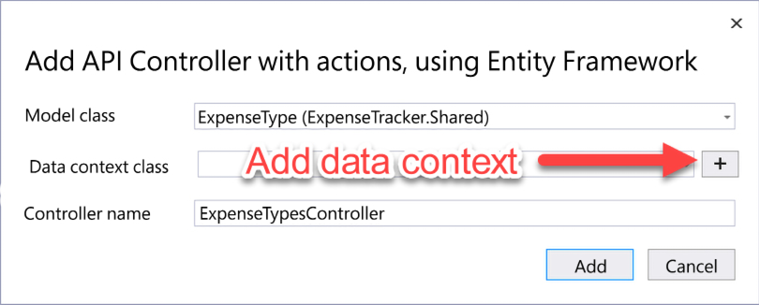 ×
Add API Controller with actions, using Entity Framework
Model class ExpenseType (ExpenseTracker.Shared)
Data context class Add data context +
Controller name ExpenseTypesController
Add Cancel